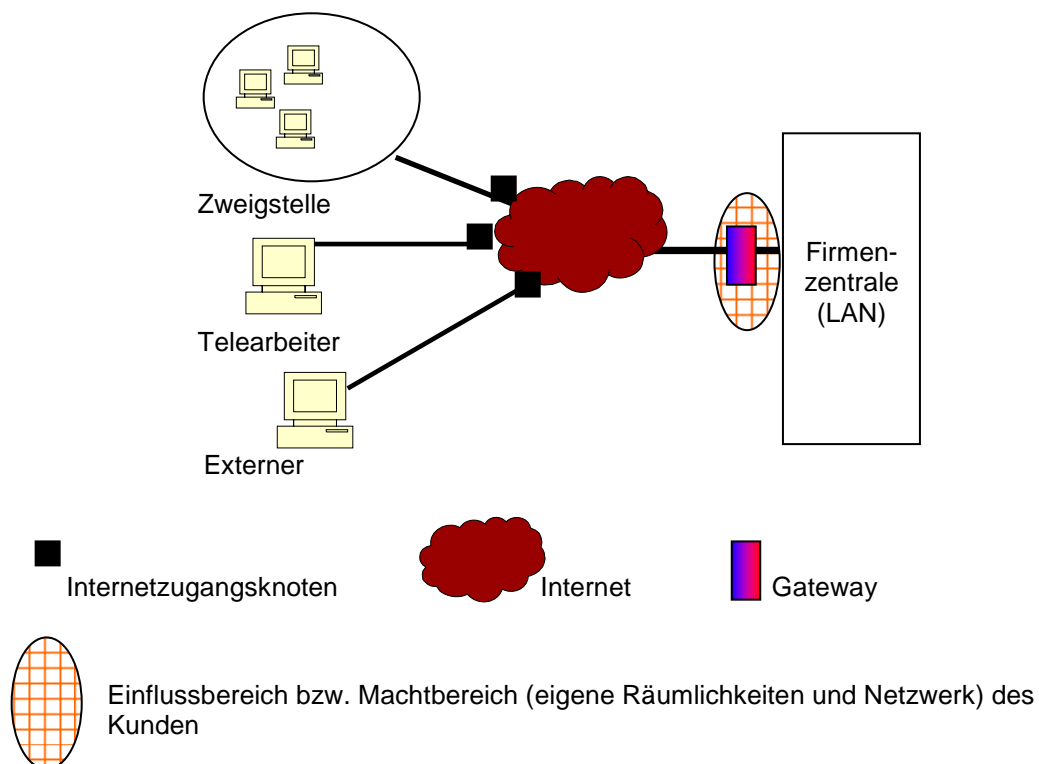 Zweigstelle
Telearbeiter
Externer
Firmen-
zentrale
(LAN)
Internetzugangsknoten
Internet
Gateway
Einflussbereich bzw. Machtbereich (eigene Räumlichkeiten und Netzwerk) des
Kunden